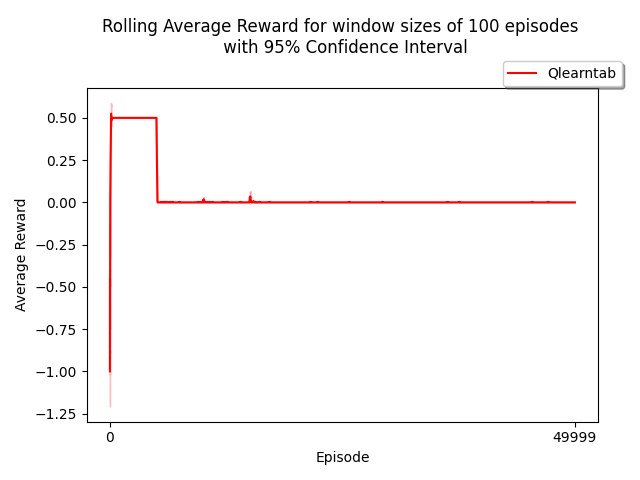 Rolling Average Reward for window sizes of 100 episodes
with 95% Confidence Interval
Qlearntab
0.50
0.25
0.00
−0.25
−0.50
−0.75
−1.00
−1.25
Average Reward
0 49999
Episode